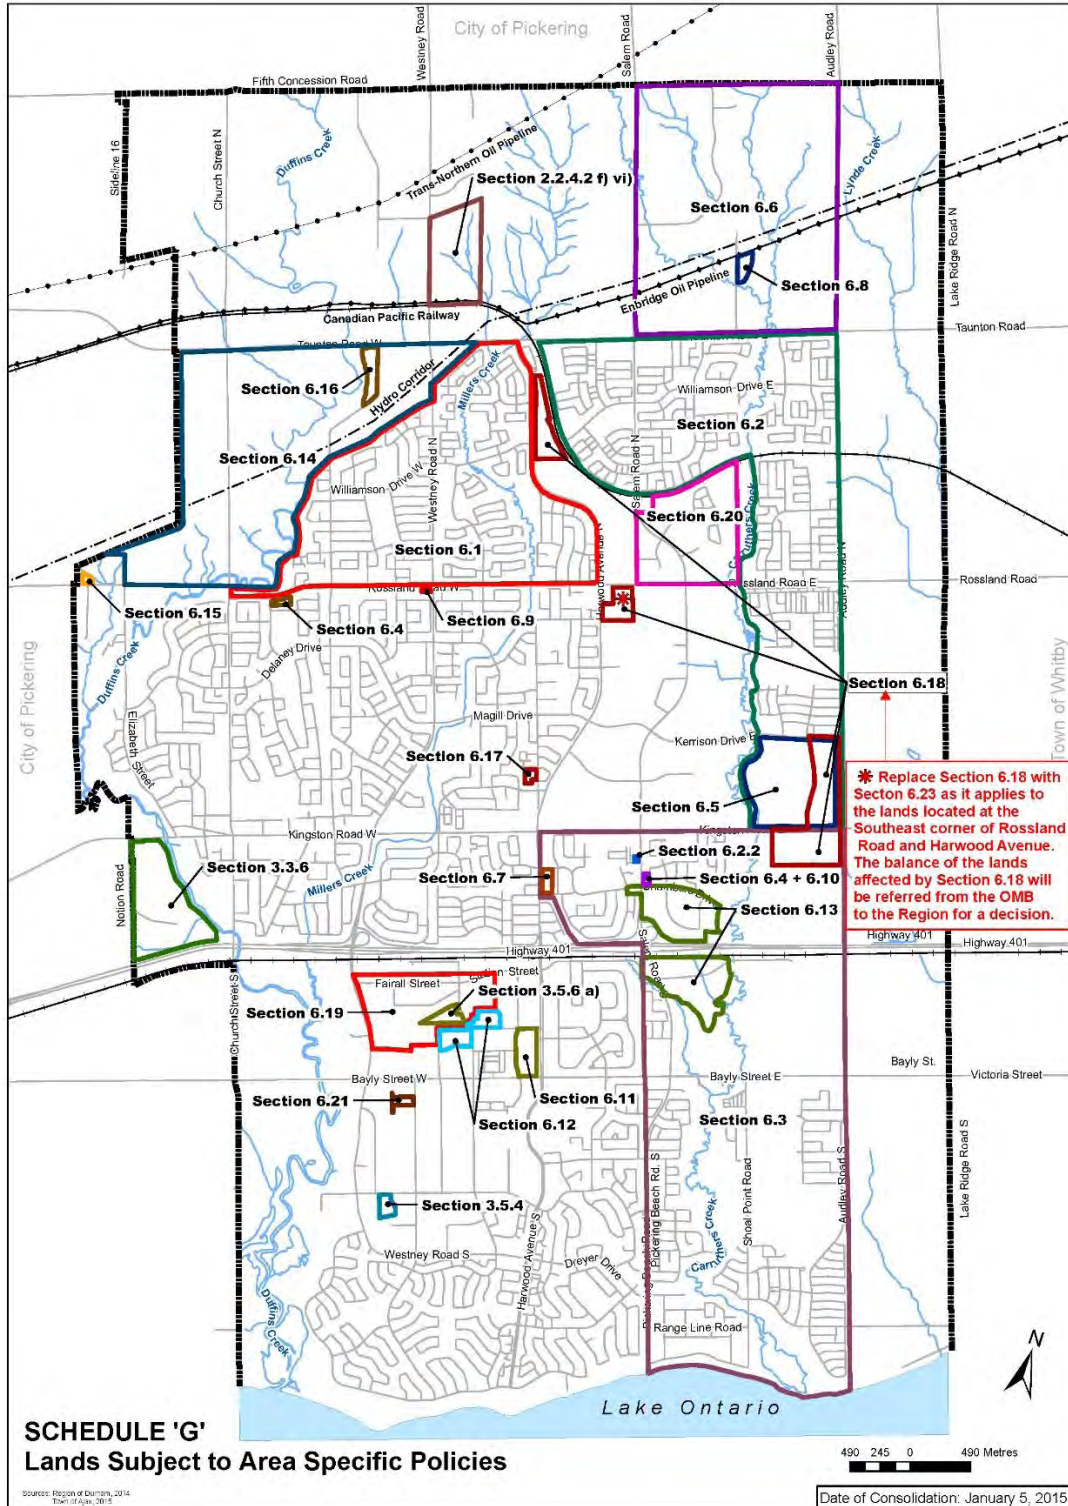 City of Pickering
Westney Road
Salem Road
Audley Road
Fifth Concession Road
Sideline 16
Church Street N
Duffins Creek
Trans-Northern Oil Pipeline
Section 2.2.4.2 f) vi)
Section 6.6
Lynde Creek
Lake Ridge Road N
Section 6.8
Enbridge Oil Pipeline
Canadian Pacific Railway
Taunton Road
Section 6.16
Hydro Corridor
Millers Creek
Williamson Drive E
Section 6.2
Section 6.14
Westney Road N
Salem Road N
Williamson Drive W
Section 6.20
Section 6.1
Rossland Road E
Rossland Road
Audley Road N
Section 6.15
Section 6.4
Section 6.9
Delaney Drive
Duffins Creek
City of Pickering
Elizabeth Street
Section 6.18
Town of Whitby
Magill Drive
Kerrison Drive E
Section 6.17
Section 6.5
✱ Replace Section 6.18 with
Secton 6.23 as it applies to
the lands located at the
Southeast corner of Rossland
Road and Harwood Avenue.
The balance of the lands
affected by Section 6.18 will
be referred from the OMB
to the Region for a decision.
Kingston Road W
Kingston
Section 6.2.2
Section 3.3.6
Millers Creek
Section 6.7
Section 6.4 + 6.10
Notion Road
Section 6.13
Highway 401
Highway 401
Highway 401
Station Street
Fairall Street
Section 3.5.6 a)
Section 6.19
Church Street S
Bayly St.
Bayly Street W
Bayly Street E
Victoria Street
Section 6.21
Section 6.11
Section 6.12
Section 6.3
Section 3.5.4
Pickering Beach Rd. S
Shoal Point Road
Audley Road S
Lake Ridge Road S
Carruthers Creek
Westney Road S
Harwood Avenue S
Dreyer Drive
Duffins Creek
Range Line Road
N
Lake Ontario
SCHEDULE 'G'
Lands Subject to Area Specific Policies
490 245 0 490 Metres
Sources: Region of Durham, 2014
Town of Ajax, 2015
Date of Consolidation: January 5, 2015